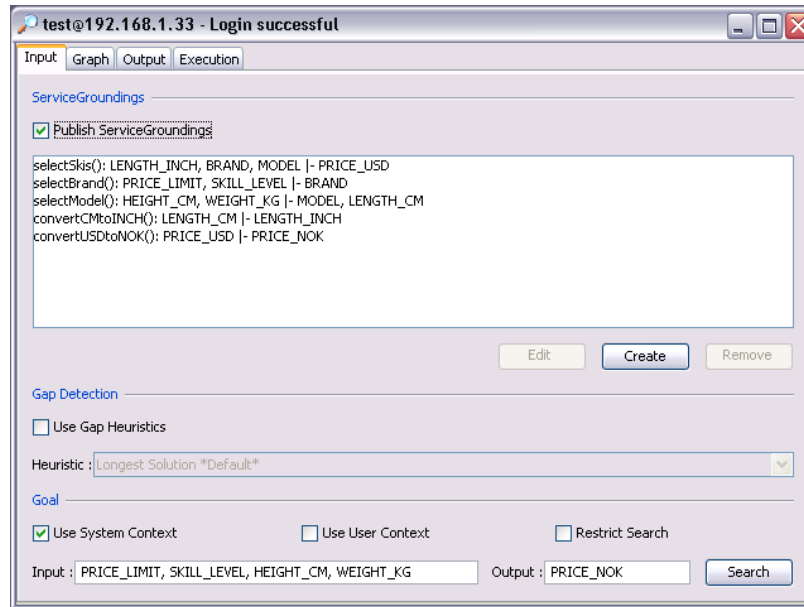 test@192.168.1.33 - Login successful
Input Graph Output Execution
ServiceGroundings
Publish ServiceGroundings
selectSkis(): LENGTH_INCH, BRAND, MODEL |- PRICE_USD
selectBrand(): PRICE_LIMIT, SKILL_LEVEL |- BRAND
selectModel(): HEIGHT_CM, WEIGHT_KG |- MODEL, LENGTH_CM
convertCMtoINCH(): LENGTH_CM |- LENGTH_INCH
convertUSDtoNOK(): PRICE_USD |- PRICE_NOK
Edit Create Remove
Gap Detection
Use Gap Heuristics
Heuristic : Longest Solution *Default*
Goal
Use System Context Use User Context Restrict Search
Input : PRICE_LIMIT, SKILL_LEVEL, HEIGHT_CM, WEIGHT_KG Output : PRICE_NOK Search